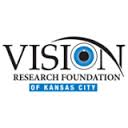 VISION
RESEARCH FOUNDATION
OF KANSAS CITY